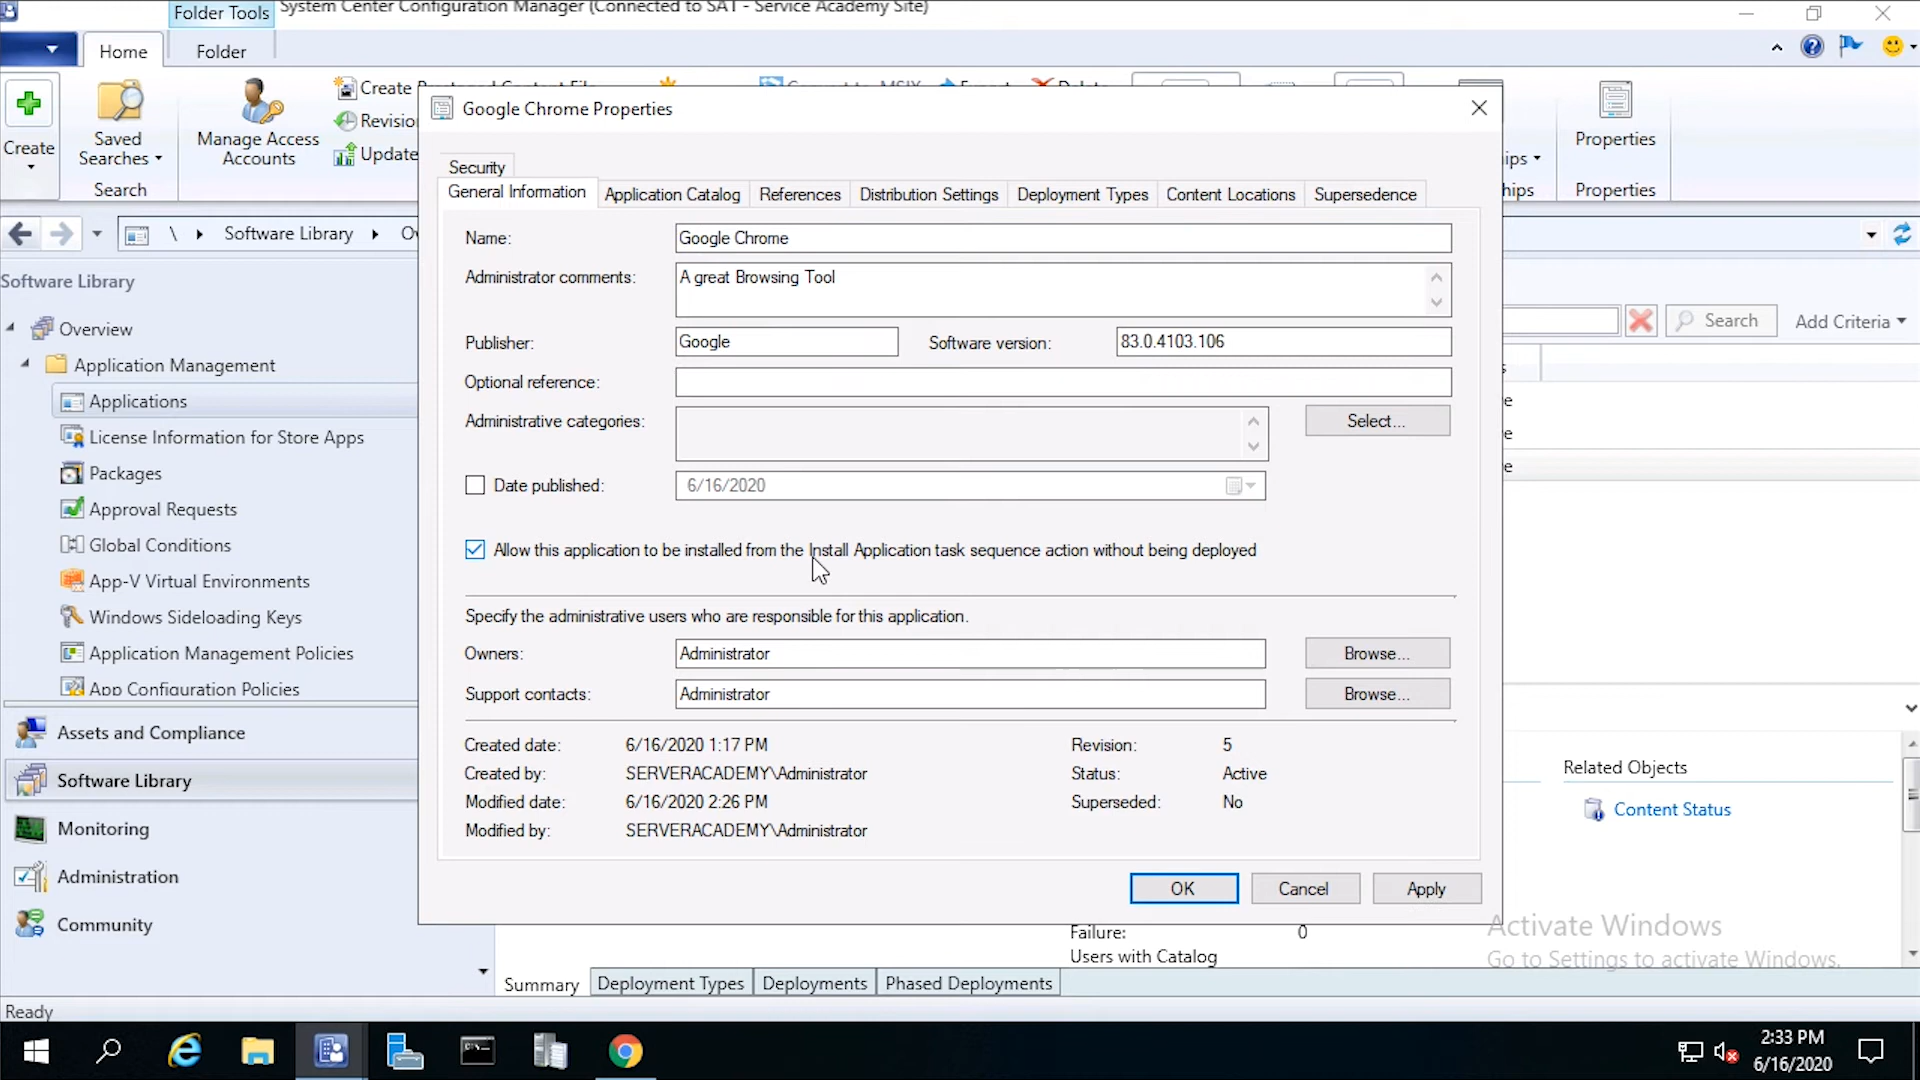 Folder Tools
System Center Configuration Manager (Connected to SAT - Service Academy Site)
Home
Folder
Create
Saved
Searches
Search
Manage Access
Accounts
Create
Revision
Update
Properties
Properties
Google Chrome Properties
Security
General Information
Application Catalog
References
Distribution Settings
Deployment Types
Content Locations
Supersedence
Name:
Google Chrome
Administrator comments:
A great Browsing Tool
Publisher:
Google
Software version:
83.0.4103.106
Optional reference:
Administrative categories:
Select...
Date published:
6/16/2020
Allow this application to be installed from the Install Application task sequence action without being deployed
Specify the administrative users who are responsible for this application.
Owners:
Administrator
Browse...
Support contacts:
Administrator
Browse...
Created date:
6/16/2020 1:17 PM
Revision:
5
Created by:
SERVERACADEMY\Administrator
Status:
Active
Modified date:
6/16/2020 2:26 PM
Superseded:
No
Modified by:
SERVERACADEMY\Administrator
OK
Cancel
Apply
\
Software Library
Software Library
Search
Add Criteria
Overview
Application Management
Applications
License Information for Store Apps
Packages
Approval Requests
Global Conditions
App-V Virtual Environments
Windows Sideloading Keys
Application Management Policies
App Configuration Policies
Assets and Compliance
Software Library
Monitoring
Administration
Community
Related Objects
Content Status
Failure:
0
Users with Catalog
Activate Windows
Go to Settings to activate Windows.
Summary
Deployment Types
Deployments
Phased Deployments
Ready
2:33 PM
6/16/2020